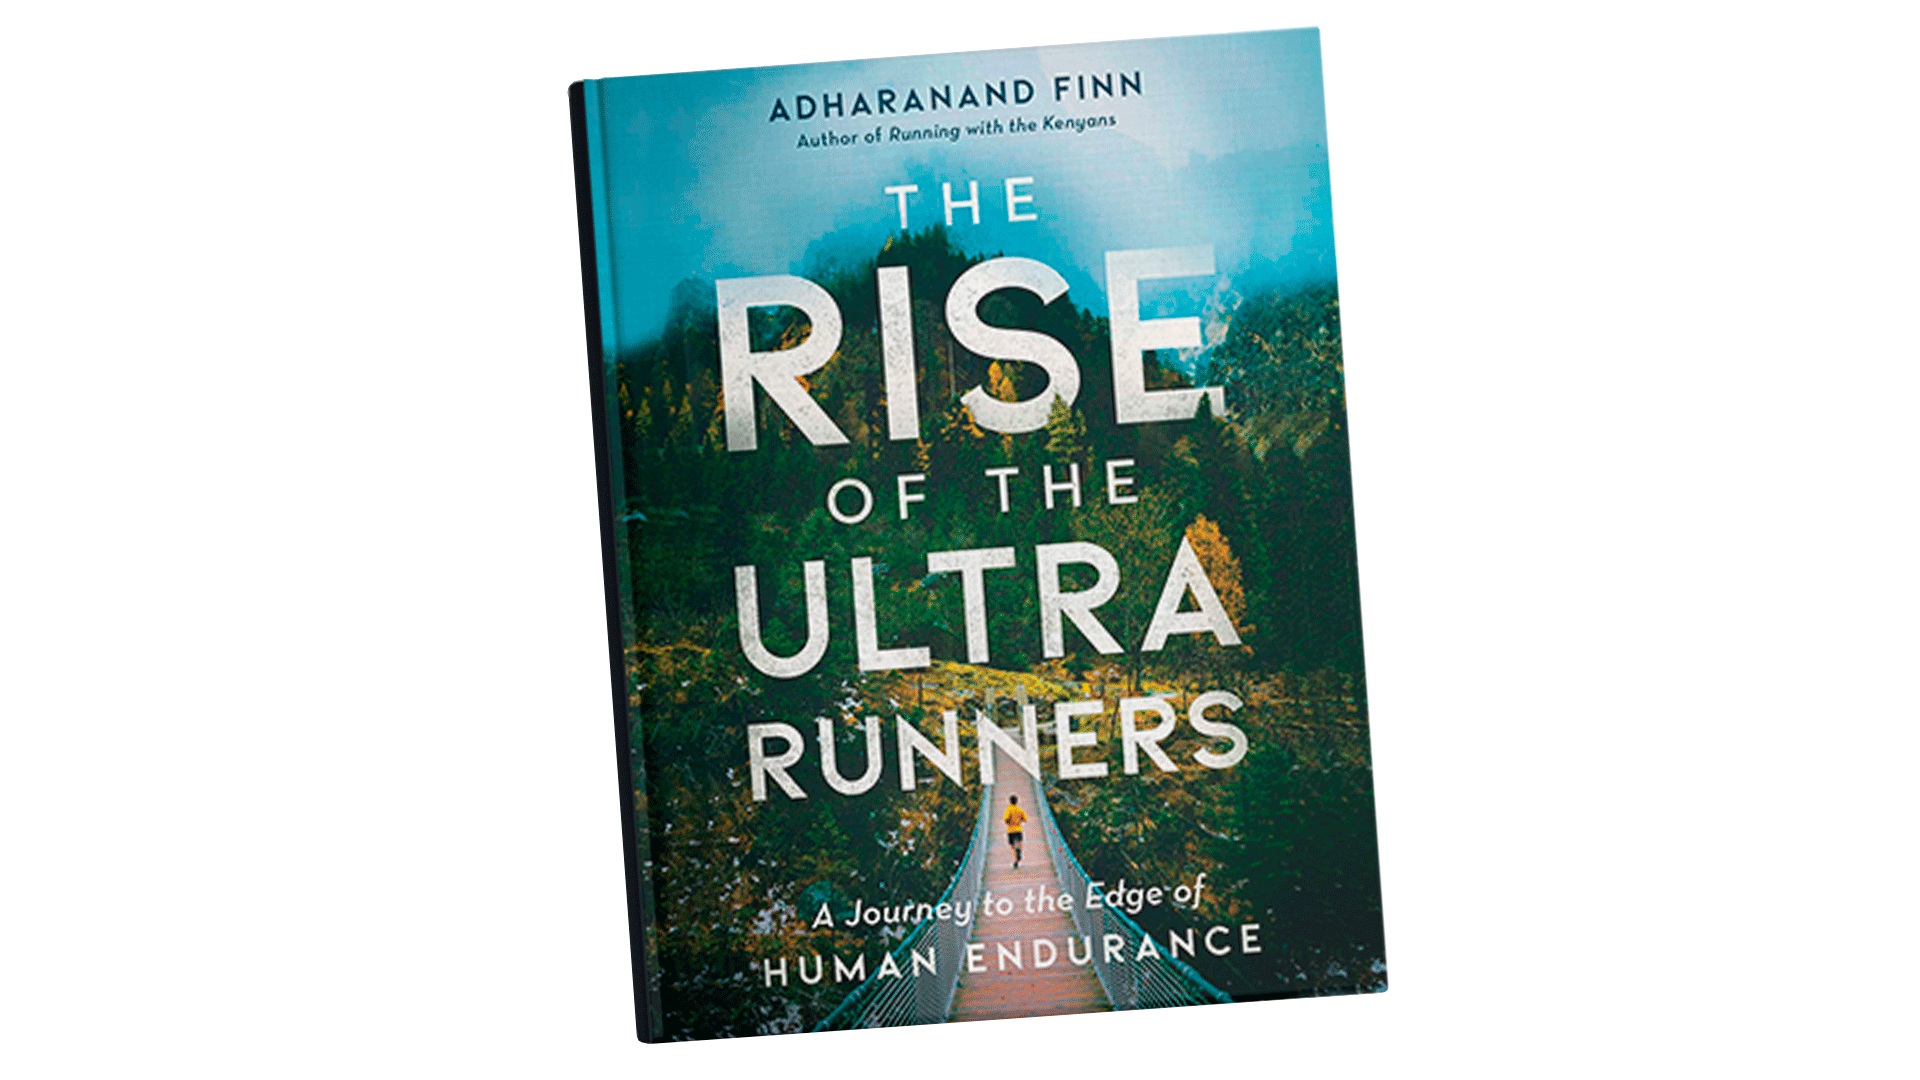 ADHARANAND FINN
Author of Running with the Kenyans
THE
RISE
OF THE
ULTRA
RUNNERS
A Journey to the Edge of
HUMAN ENDURANCE